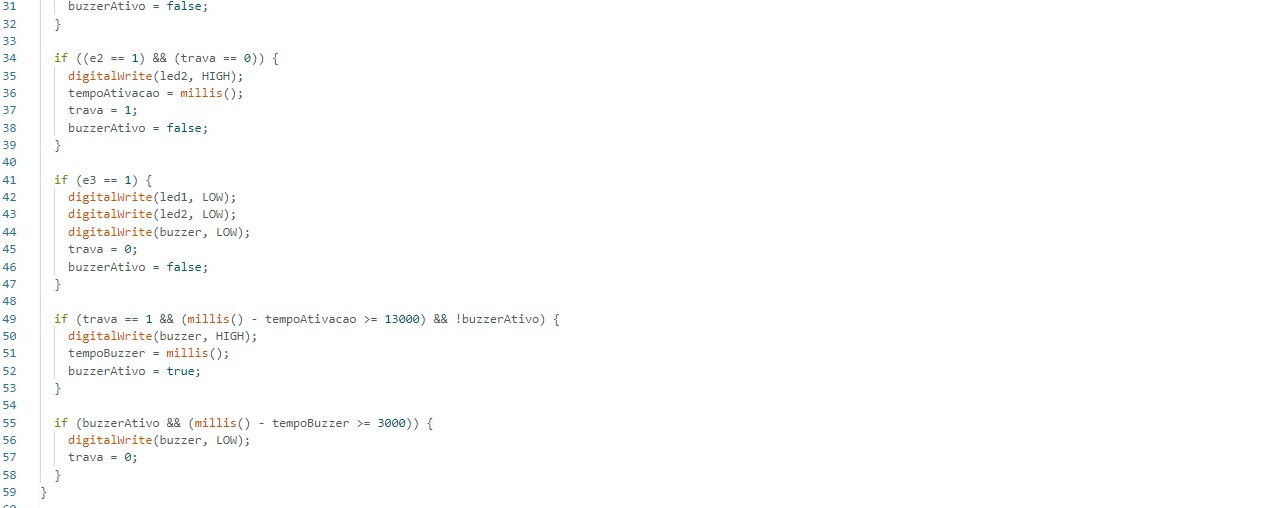 31 buzzerAtivo = false;
32 }
33
34 if ((e2 == 1) && (trava == 0)) {
35 digitalWrite(led2, HIGH);
36 tempoAtivacao = millis();
37 trava = 1;
38 buzzerAtivo = false;
39 }
40
41 if (e3 == 1) {
42 digitalWrite(led1, LOW);
43 digitalWrite(led2, LOW);
44 digitalWrite(buzzer, LOW);
45 trava = 0;
46 buzzerAtivo = false;
47 }
48
49 if (trava == 1 && (millis() - tempoAtivacao >= 13000) && !buzzerAtivo) {
50 digitalWrite(buzzer, HIGH);
51 tempoBuzzer = millis();
52 buzzerAtivo = true;
53 }
54
55 if (buzzerAtivo && (millis() - tempoBuzzer >= 3000)) {
56 digitalWrite(buzzer, LOW);
57 trava = 0;
58 }
59 }